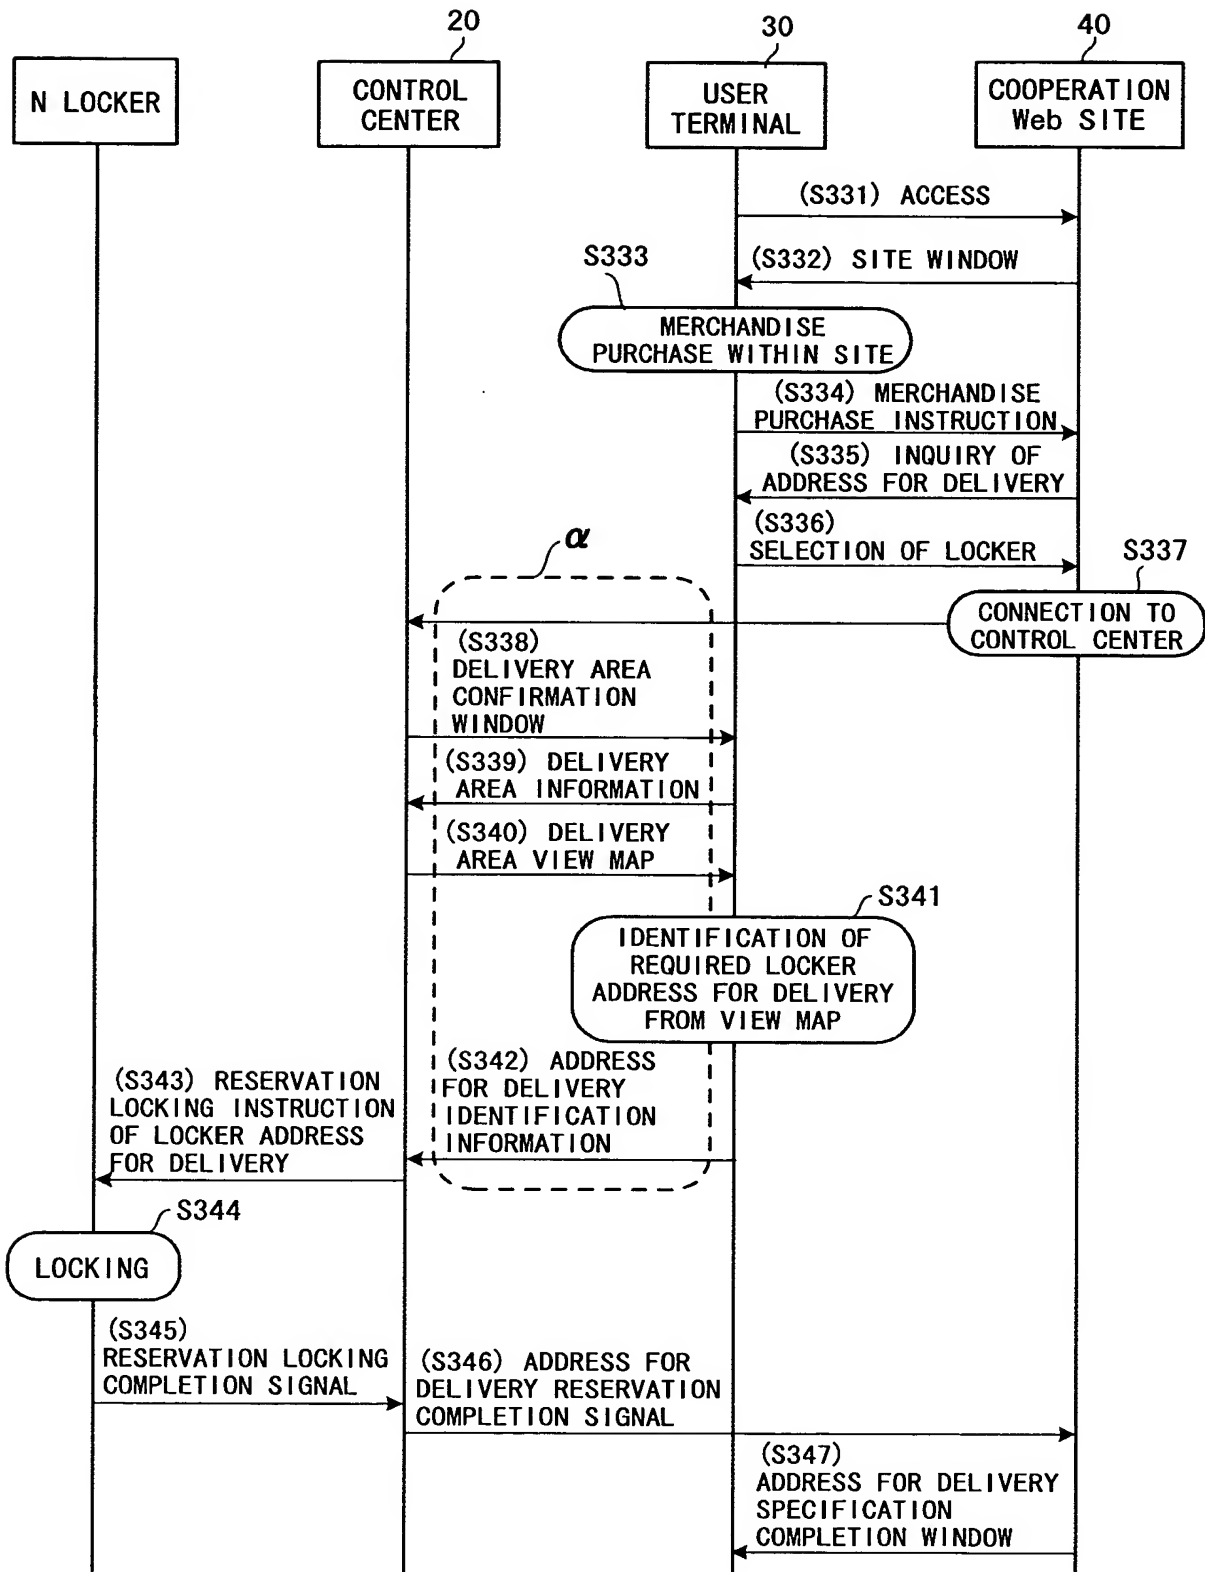 20
30
40
N LOCKER
CONTROL
CENTER
USER
TERMINAL
COOPERATION
Web SITE
(S331) ACCESS
S333
(S332) SITE WINDOW
MERCHANDISE
PURCHASE WITHIN SITE
(S334) MERCHANDISE
PURCHASE INSTRUCTION
(S335) INQUIRY OF
ADDRESS FOR DELIVERY
(S336)
SELECTION OF LOCKER
α
S337
CONNECTION TO
CONTROL CENTER
(S338)
DELIVERY AREA
CONFIRMATION
WINDOW
(S339) DELIVERY
AREA INFORMATION
(S340) DELIVERY
AREA VIEW MAP
S341
IDENTIFICATION OF
REQUIRED LOCKER
ADDRESS FOR DELIVERY
FROM VIEW MAP
(S342) ADDRESS
FOR DELIVERY
IDENTIFICATION
INFORMATION
(S343) RESERVATION
LOCKING INSTRUCTION
OF LOCKER ADDRESS
FOR DELIVERY
S344
LOCKING
(S345)
RESERVATION LOCKING
COMPLETION SIGNAL
(S346) ADDRESS FOR
DELIVERY RESERVATION
COMPLETION SIGNAL
(S347)
ADDRESS FOR DELIVERY
SPECIFICATION
COMPLETION WINDOW